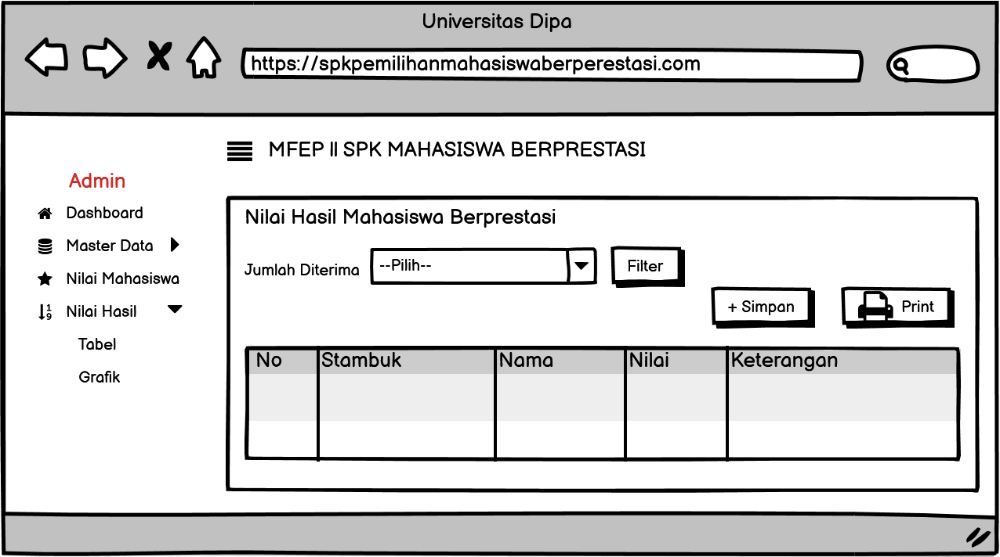 Universitas Dipa
https://spkpemilihanmahasiswaberperestasi.com
MFEP || SPK MAHASISWA BERPRESTASI
Admin
Dashboard
Master Data
Nilai Mahasiswa
Nilai Hasil
Tabel
Grafik
Nilai Hasil Mahasiswa Berprestasi
Jumlah Diterima --Pilih-- Filter
+ Simpan Print
No Stambuk Nama Nilai Keterangan